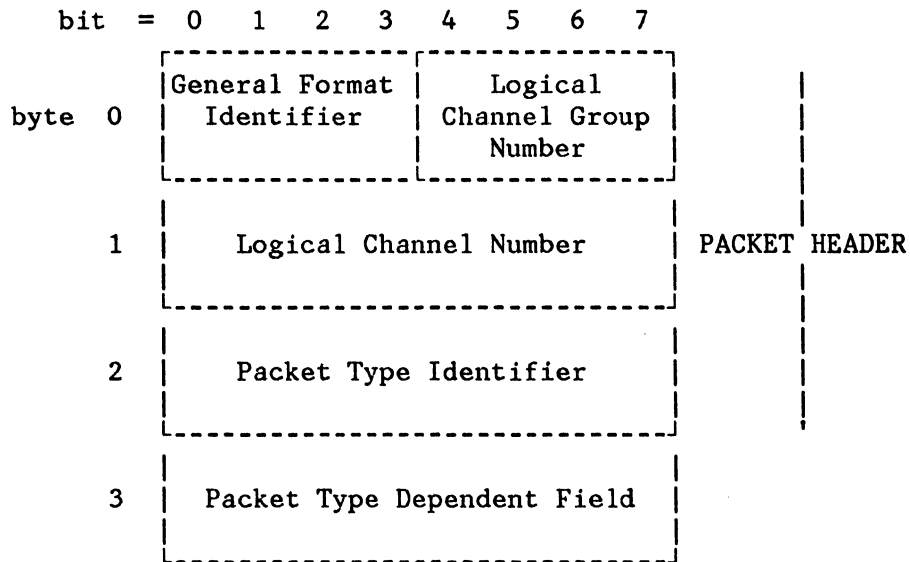 bit = 0 1 2 3 4 5 6 7
General Format Logical
byte 0 Identifier Channel Group
Number
1 Logical Channel Number PACKET HEADER
2 Packet Type Identifier
3 Packet Type Dependent Field